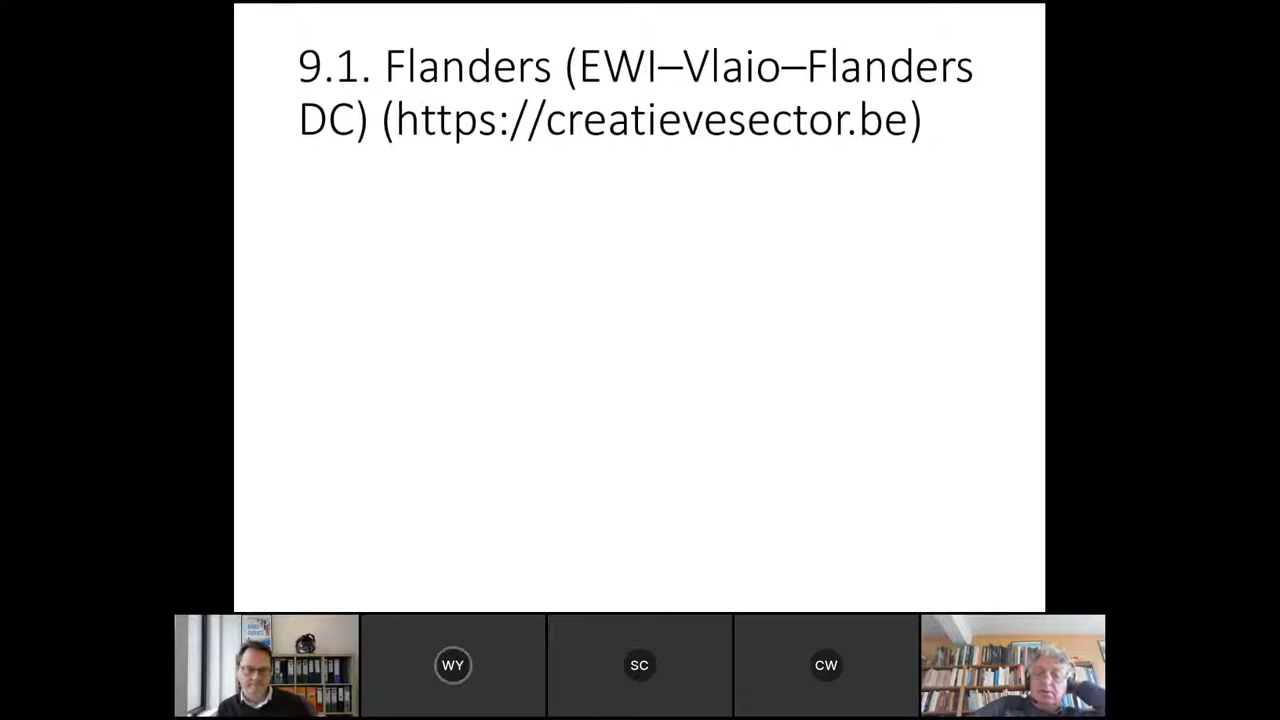 9.1. Flanders (EWI–Vlaio–Flanders
DC) (https://creatievesector.be)
WY
SC
CW